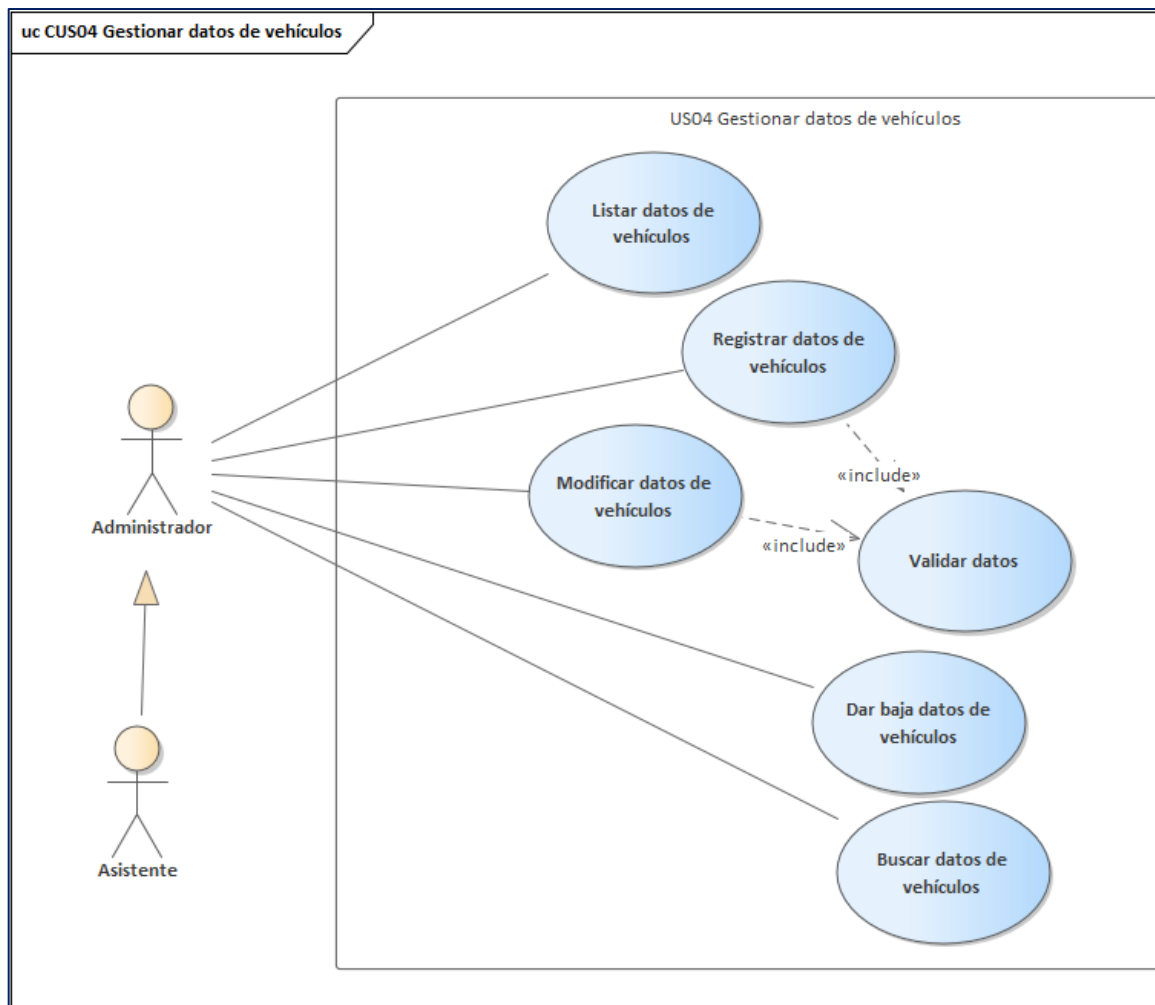 uc CUS04 Gestionar datos de vehículos
US04 Gestionar datos de vehículos
Listar datos de
vehículos
Registrar datos de
vehículos
«include»
Modificar datos de
vehículos
«include»
Validar datos
Administrador
Dar baja datos de
vehículos
Buscar datos de
vehículos
Asistente